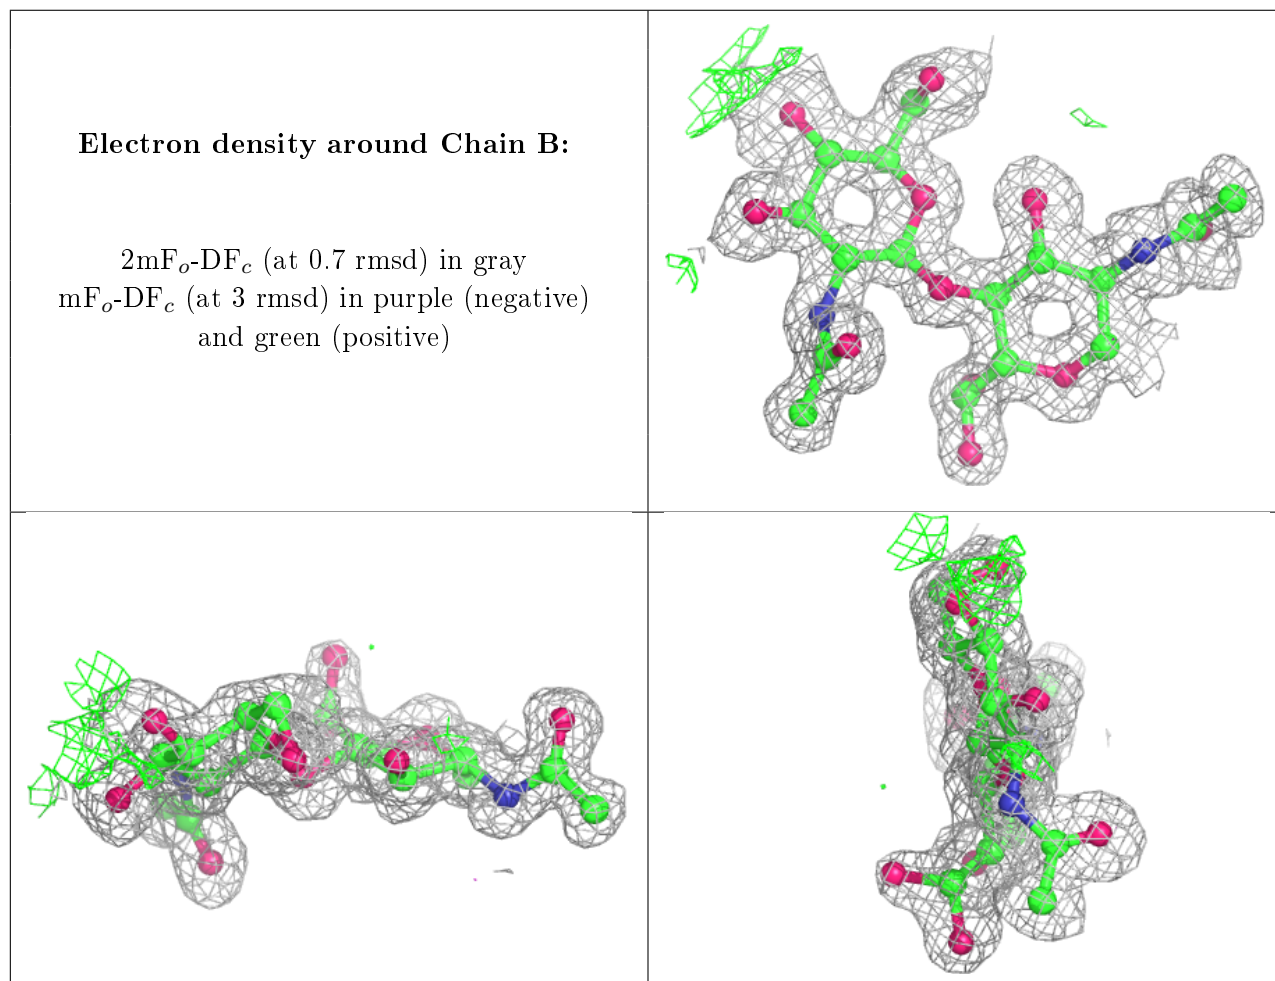 Electron density around Chain B:
2mFo-DFc (at 0.7 rmsd) in gray
mFo-DFc (at 3 rmsd) in purple (negative)
and green (positive)